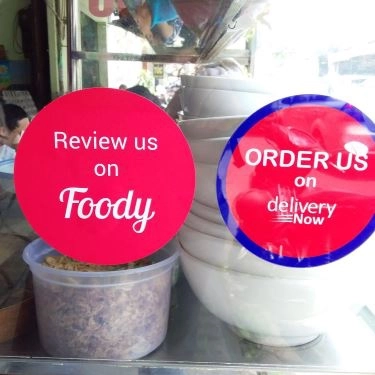 Review us
on
Foody
ORDER US
on
delivery
Now